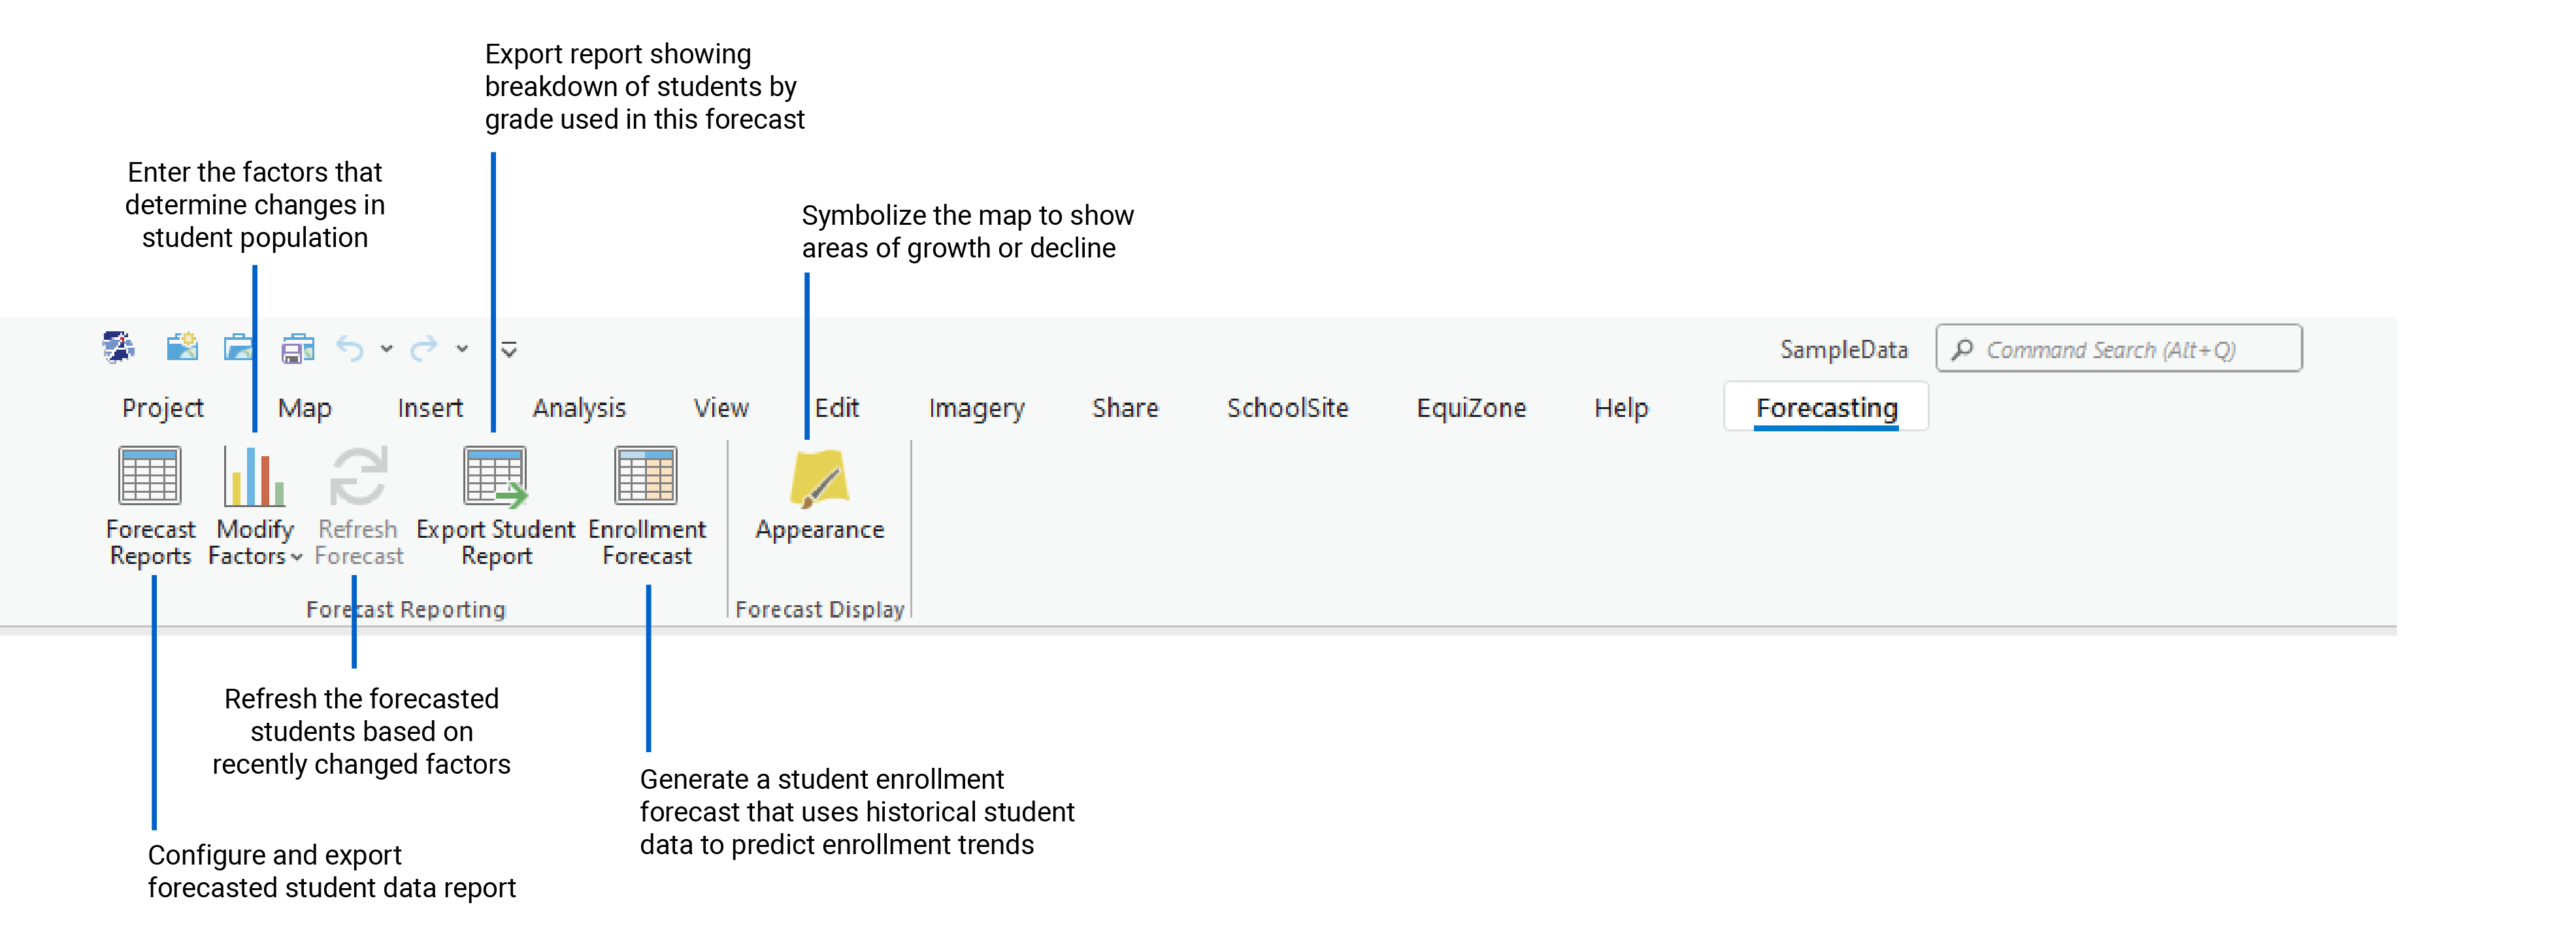 Export report showing
breakdown of students by
grade used in this forecast
Enter the factors that
determine changes in
student population
Symbolize the map to show
areas of growth or decline
SampleData
Command Search (Alt+Q)
Project
Map
Insert
Analysis
View
Edit
Imagery
Share
SchoolSite
EquiZone
Help
Forecasting
Forecast
Reports
Modify
Factors
Refresh
Forecast
Export Student
Report
Enrollment
Forecast
Appearance
Forecast Reporting
Forecast Display
Refresh the forecasted
students based on
recently changed factors
Generate a student enrollment
forecast that uses historical student
data to predict enrollment trends
Configure and export
forecasted student data report